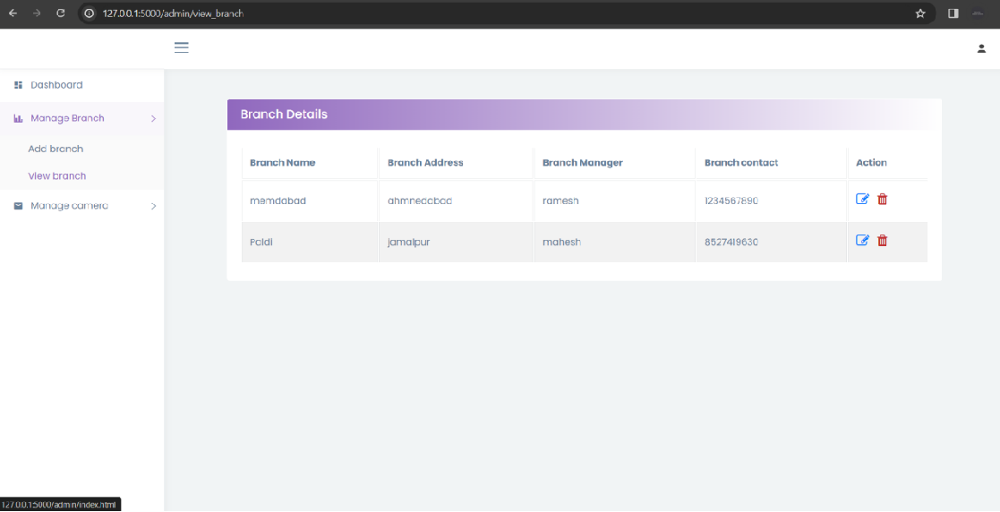 127.0.0.1:5000/admin/view_branch
Dashboard
Manage Branch
Add branch
View branch
Manage camera
Branch Details
Branch Name Branch Address Branch Manager Branch contact Action
memdabad ahmnedabad ramesh 1234567890
Paldi jamalpur mahesh 8527419630
127.0.0.1:5000/admin/index.html